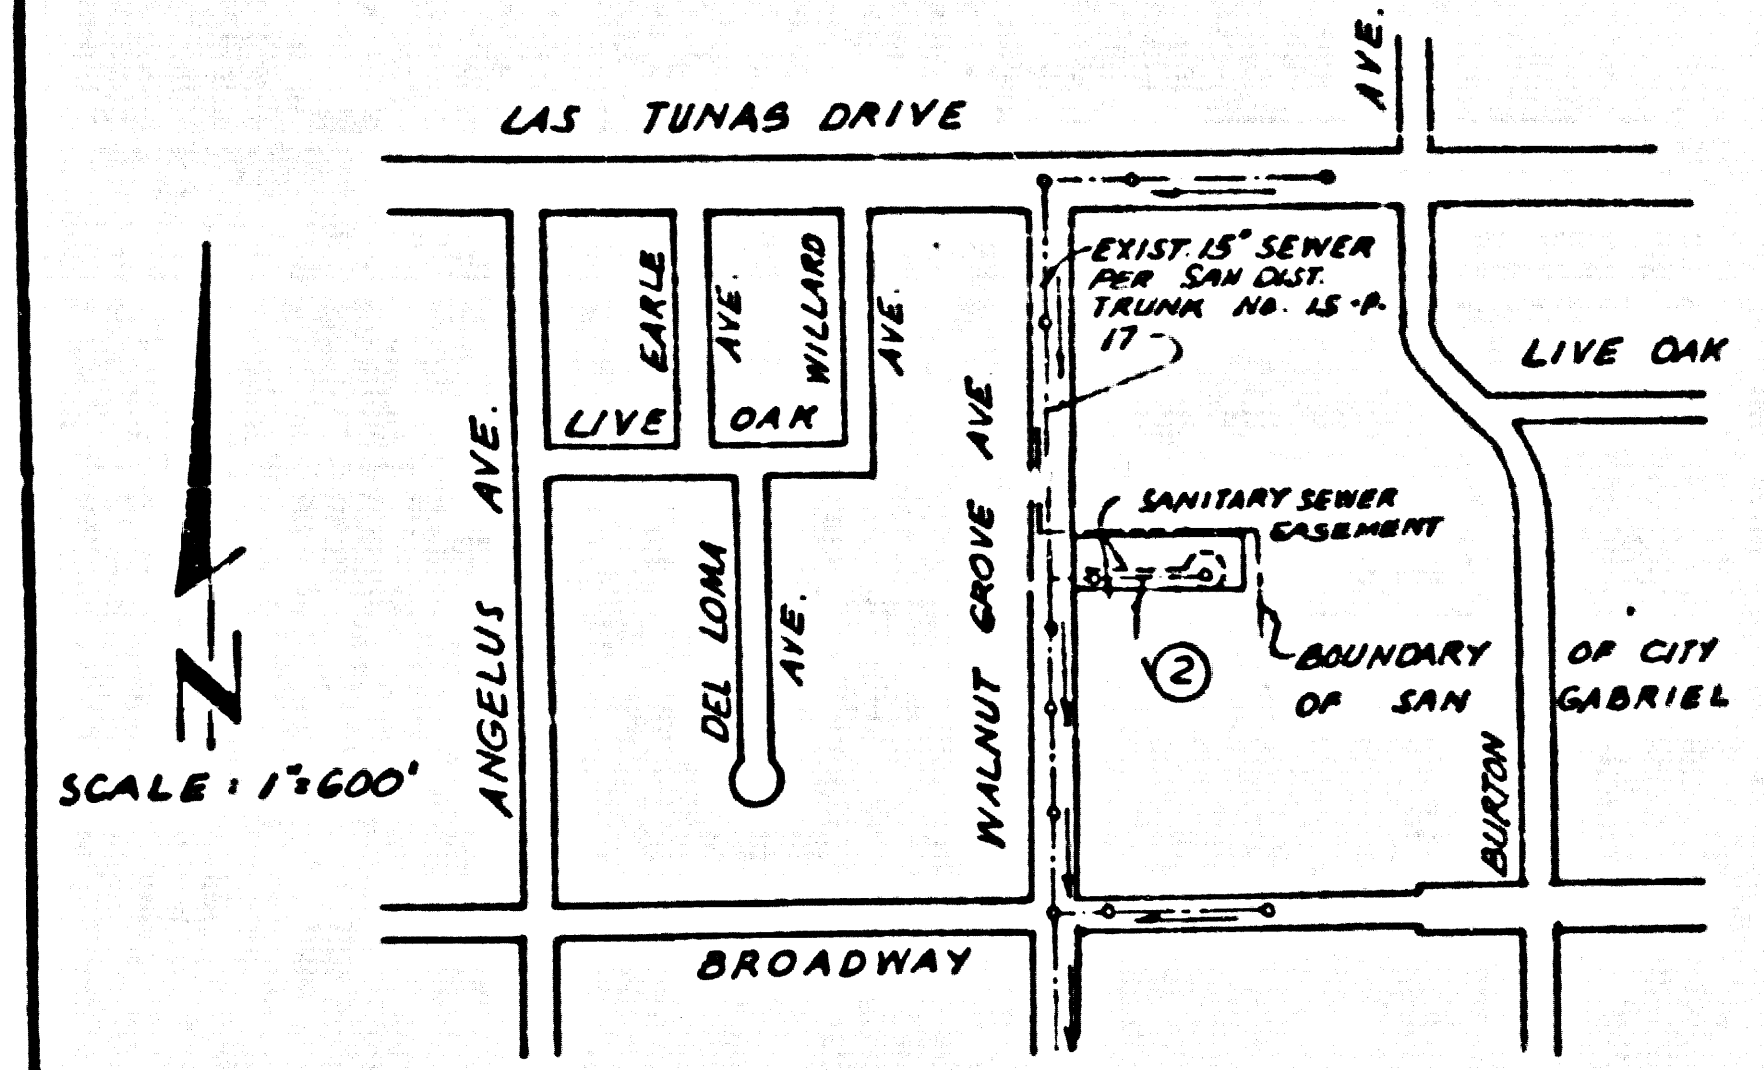 AVE.
LAS TUNAS DRIVE
EXIST. 15" SEWER
PER SAN DIST.
TRUNK NO. 15-P.
17
EARLE
AVE.
WILLARD
AVE.
LIVE OAK
LIVE OAK
ANGELUS AVE.
WALNUT GROVE AVE
SANITARY SEWER
EASEMENT
DEL LOMA
AVE.
2
BOUNDARY OF CITY
OF SAN GABRIEL
N
SCALE: 1"=600'
BURTON
BROADWAY